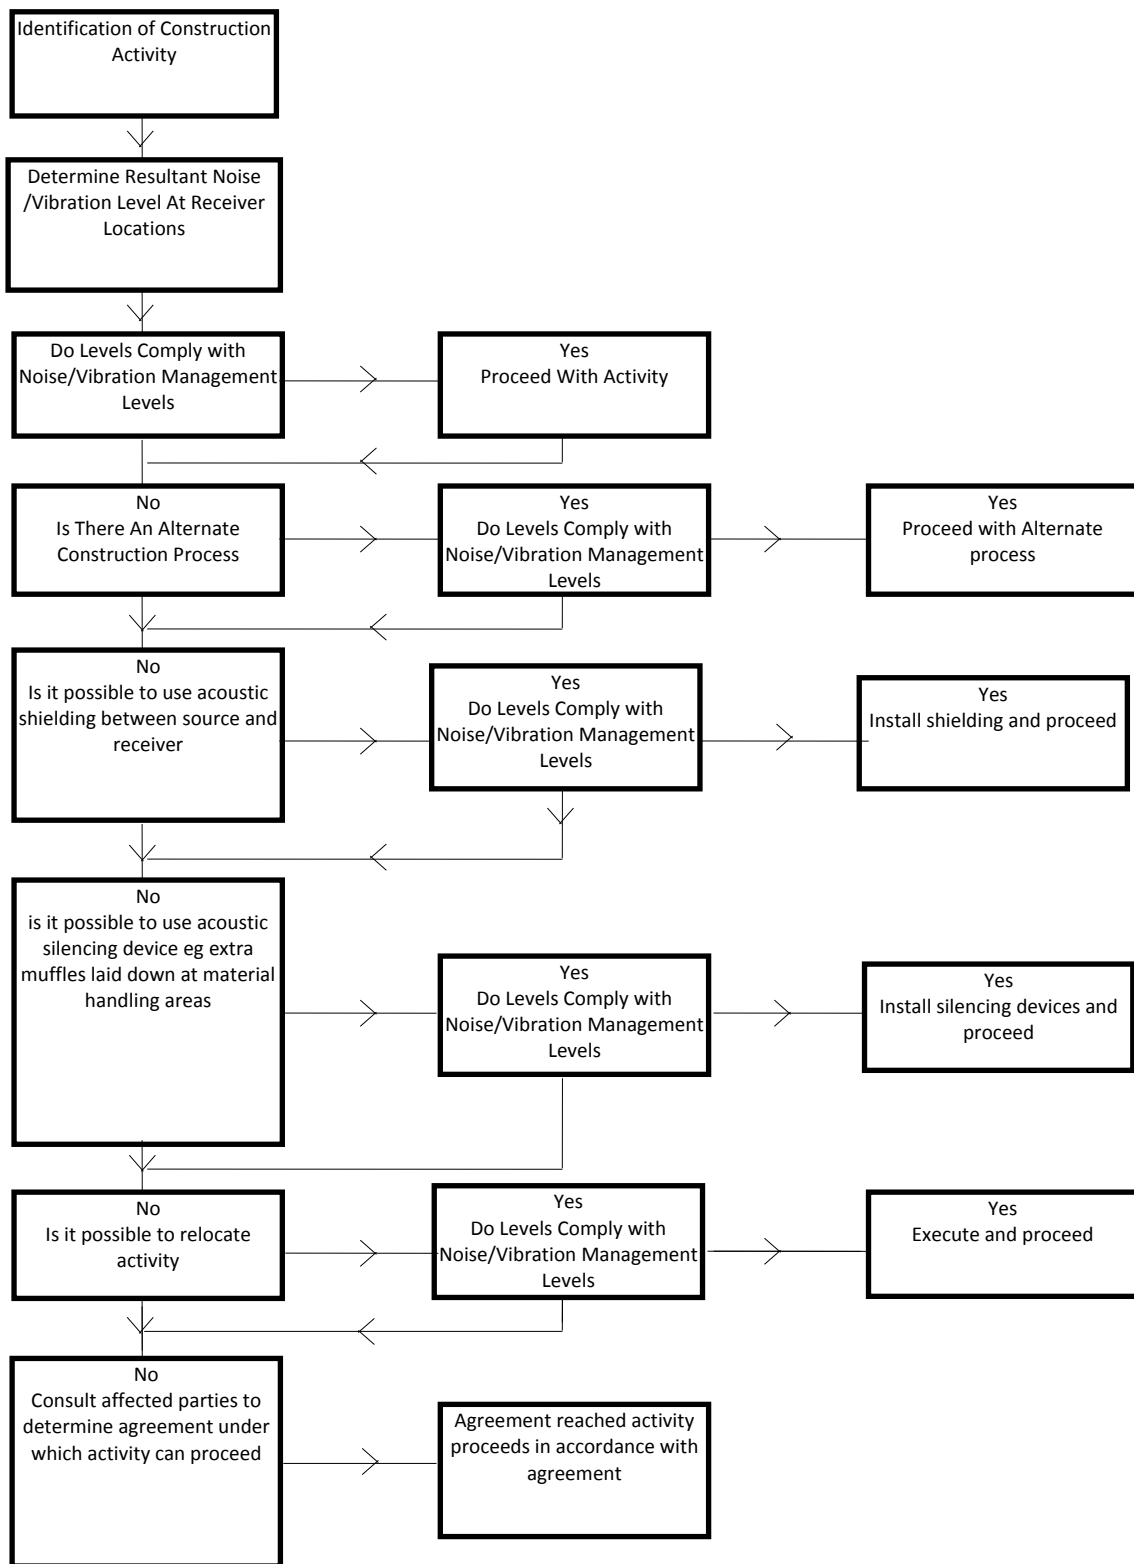 Identification of Construction
Activity
Determine Resultant Noise
/Vibration Level At Receiver
Locations
Do Levels Comply with
Noise/Vibration Management
Levels
Yes
Proceed With Activity
No
Is There An Alternate
Construction Process
Yes
Do Levels Comply with
Noise/Vibration Management
Levels
Yes
Proceed with Alternate
process
No
Is it possible to use acoustic
shielding between source and
receiver
Yes
Do Levels Comply with
Noise/Vibration Management
Levels
Yes
Install shielding and proceed
No
is it possible to use acoustic
silencing device eg extra
muffles laid down at material
handling areas
Yes
Do Levels Comply with
Noise/Vibration Management
Levels
Yes
Install silencing devices and
proceed
No
Is it possible to relocate
activity
Yes
Do Levels Comply with
Noise/Vibration Management
Levels
Yes
Execute and proceed
No
Consult affected parties to
determine agreement under
which activity can proceed
Agreement reached activity
proceeds in accordance with
agreement